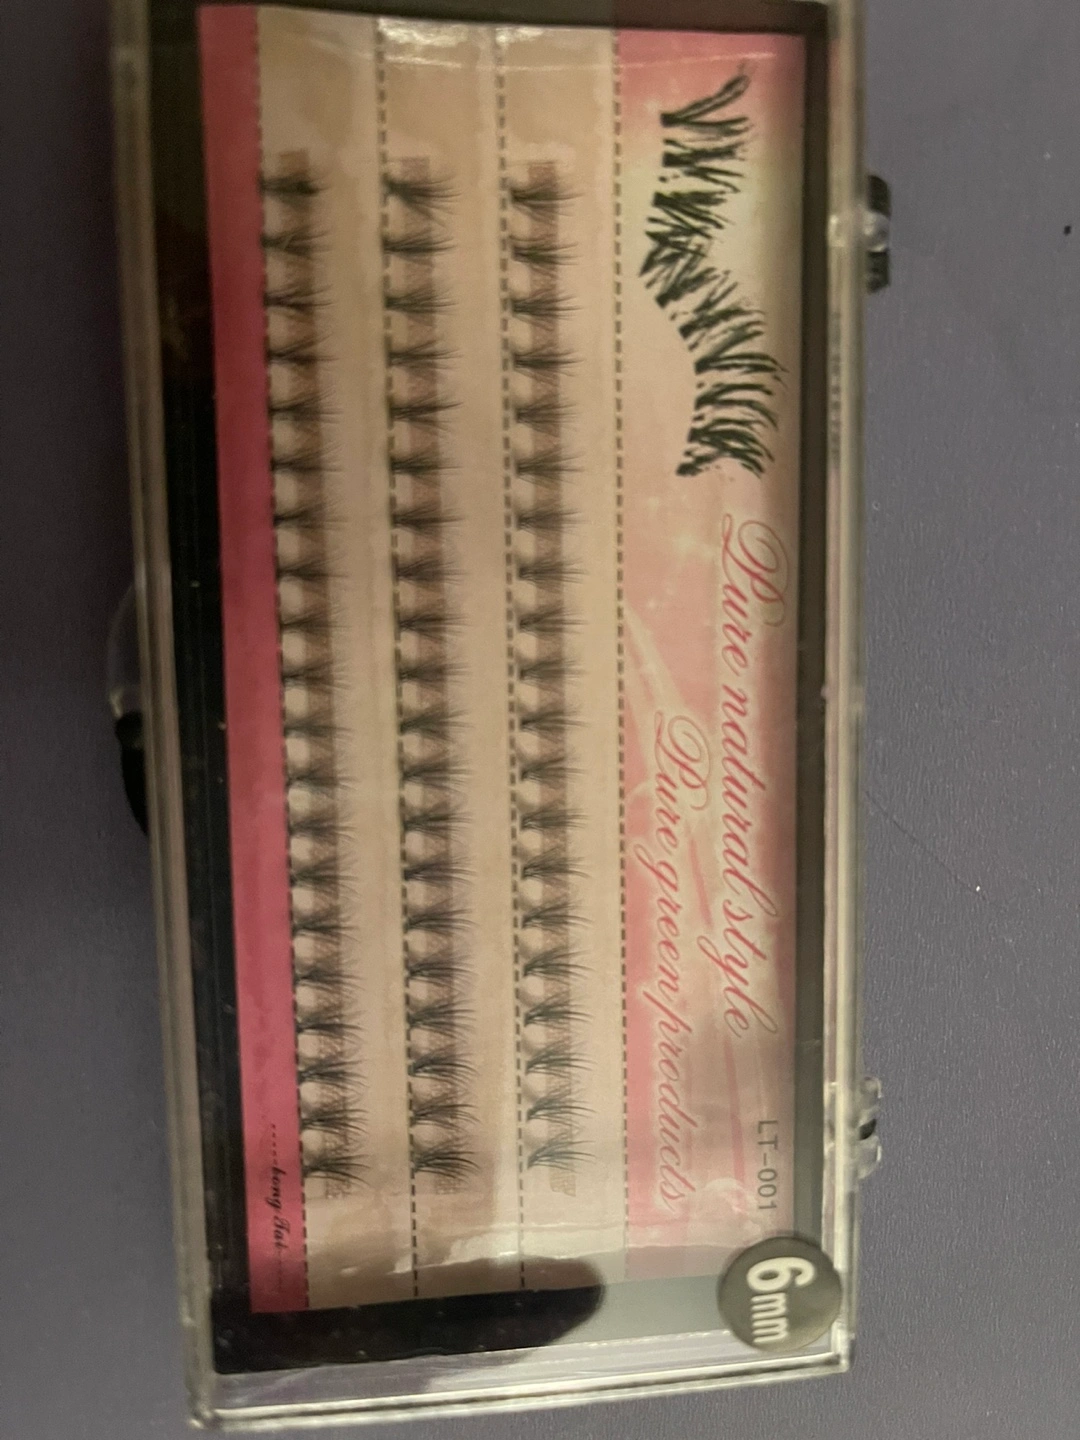 Pure natural style
Pure green products
LT-001
6mm